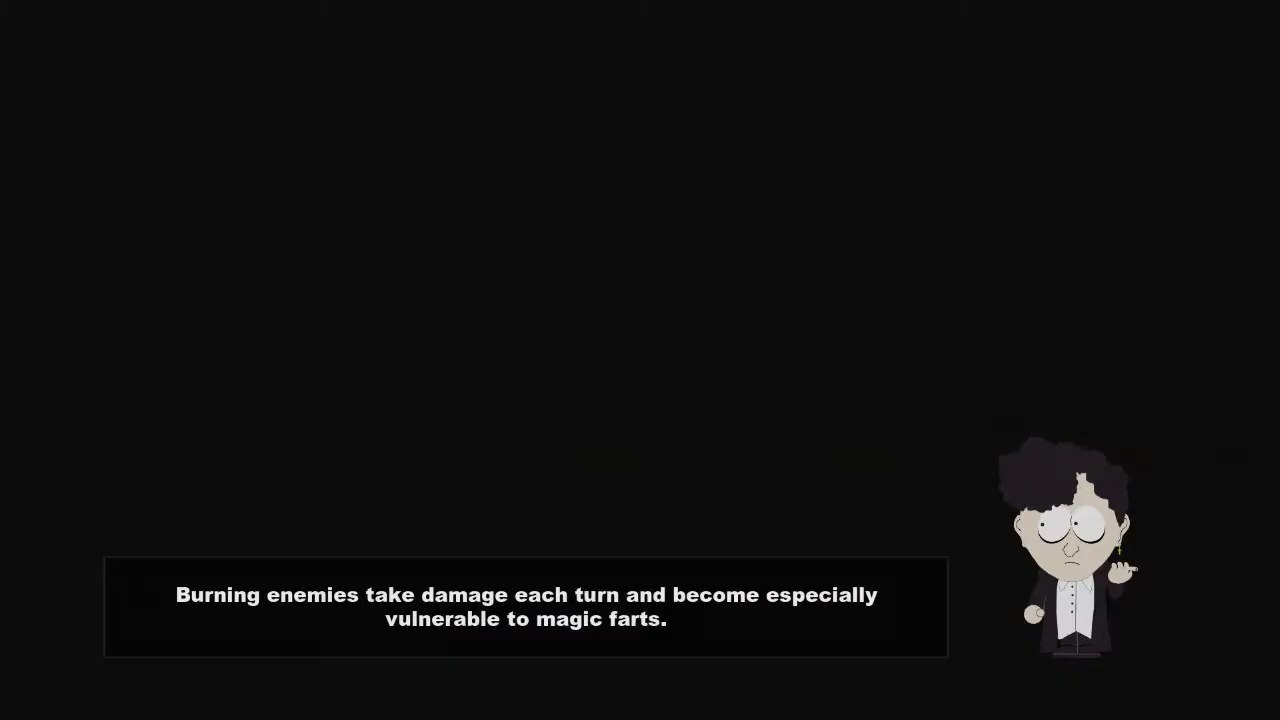 Burning enemies take damage each turn and become especially
vulnerable to magic farts.